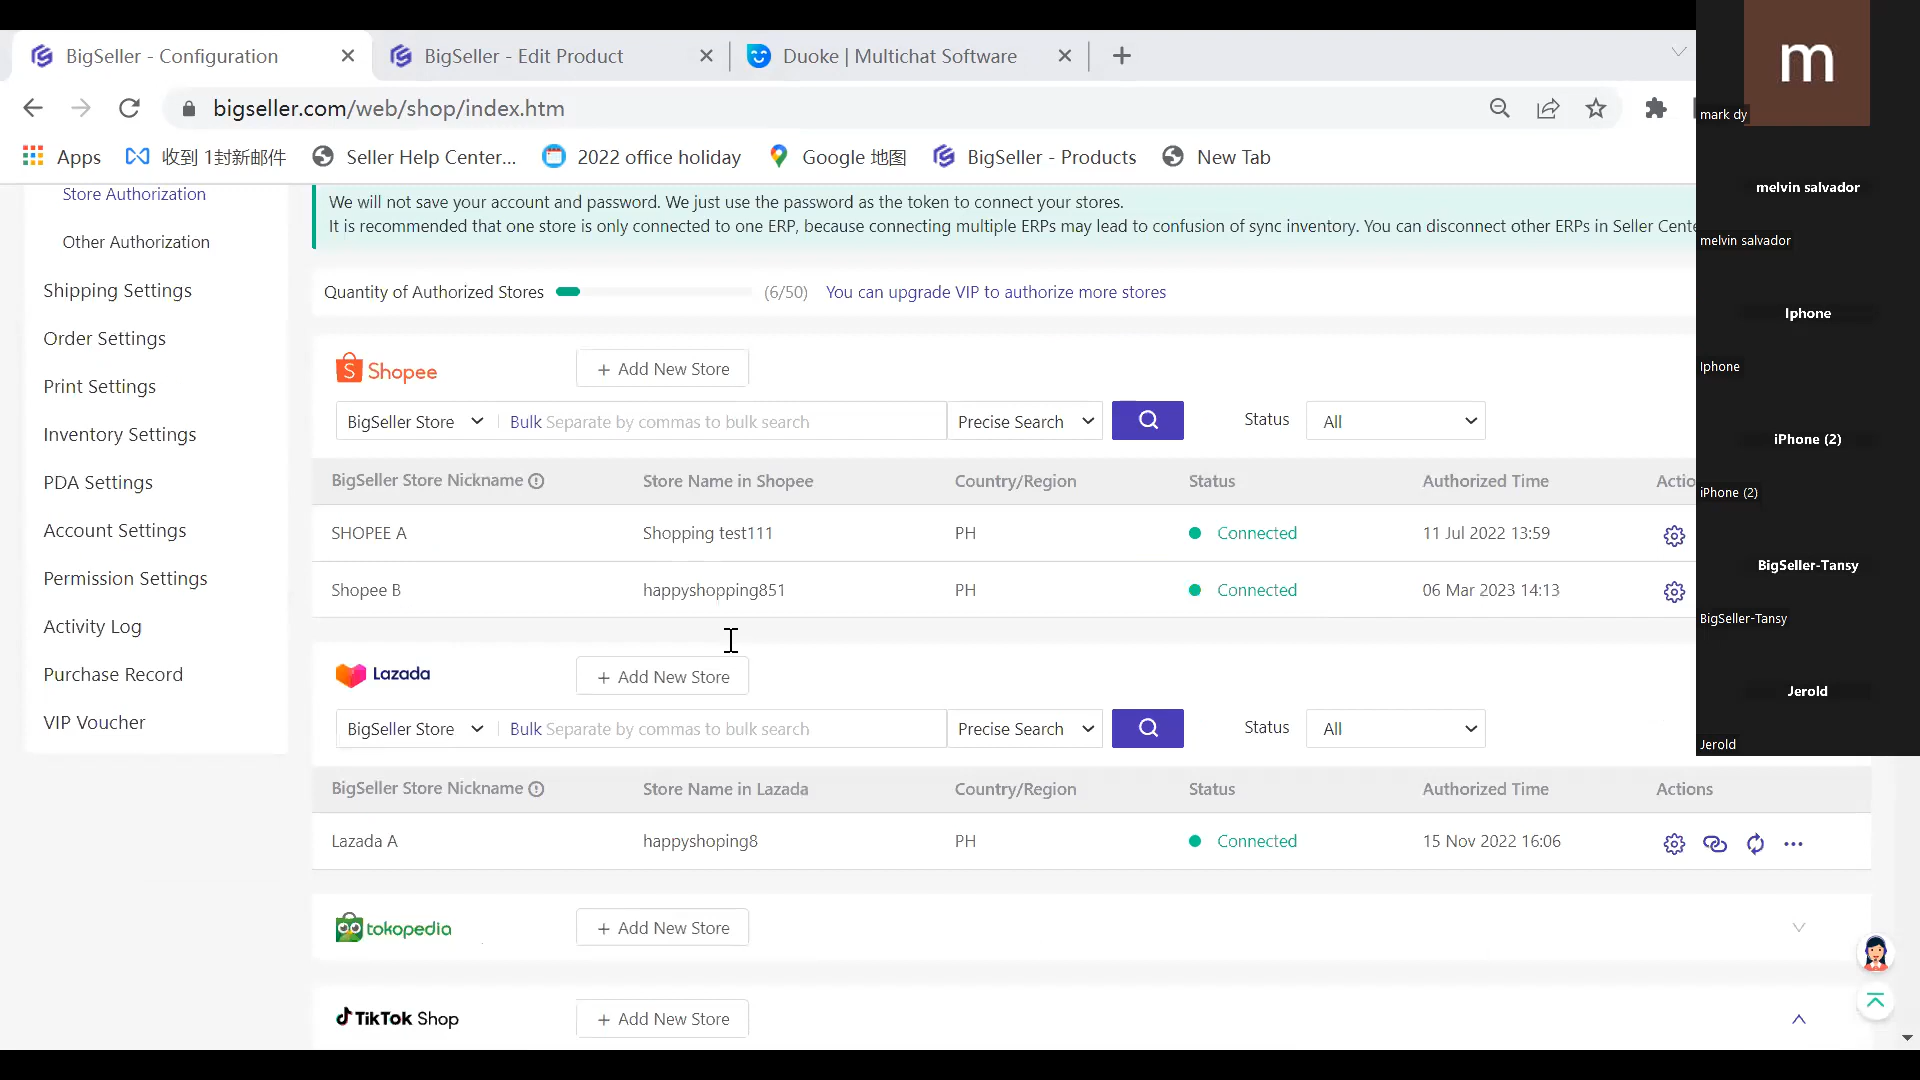 BigSeller - Configuration
BigSeller - Edit Product
Duoke | Multichat Software
bigseller.com/web/shop/index.htm
Apps
收到 1封新邮件
Seller Help Center...
2022 office holiday
Google 地图
BigSeller - Products
New Tab
Store Authorization
Other Authorization
Shipping Settings
Order Settings
Print Settings
Inventory Settings
PDA Settings
Account Settings
Permission Settings
Activity Log
Purchase Record
VIP Voucher
We will not save your account and password. We just use the password as the token to connect your stores.
It is recommended that one store is only connected to one ERP, because connecting multiple ERPs may lead to confusion of sync inventory. You can disconnect other ERPs in Seller Cente
Quantity of Authorized Stores (6/50) You can upgrade VIP to authorize more stores
Shopee + Add New Store
BigSeller Store Bulk Separate by commas to bulk search Precise Search Status All
BigSeller Store Nickname Store Name in Shopee Country/Region Status Authorized Time Actio
SHOPEE A Shopping test111 PH Connected 11 Jul 2022 13:59
Shopee B happyshopping851 PH Connected 06 Mar 2023 14:13
Lazada + Add New Store
BigSeller Store Bulk Separate by commas to bulk search Precise Search Status All
BigSeller Store Nickname Store Name in Lazada Country/Region Status Authorized Time Actions
Lazada A happyshoping8 PH Connected 15 Nov 2022 16:06
tokopedia + Add New Store
TikTok Shop + Add New Store
m
mark dy
melvin salvador
melvin salvador
Iphone
Iphone
iPhone (2)
iPhone (2)
BigSeller-Tansy
BigSeller-Tansy
Jerold
Jerold